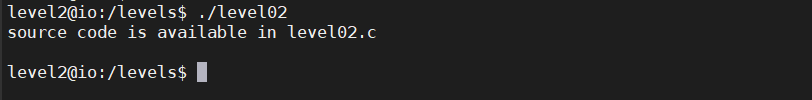 level2@io:/levels$ ./level02
source code is available in level02.c
level2@io:/levels$